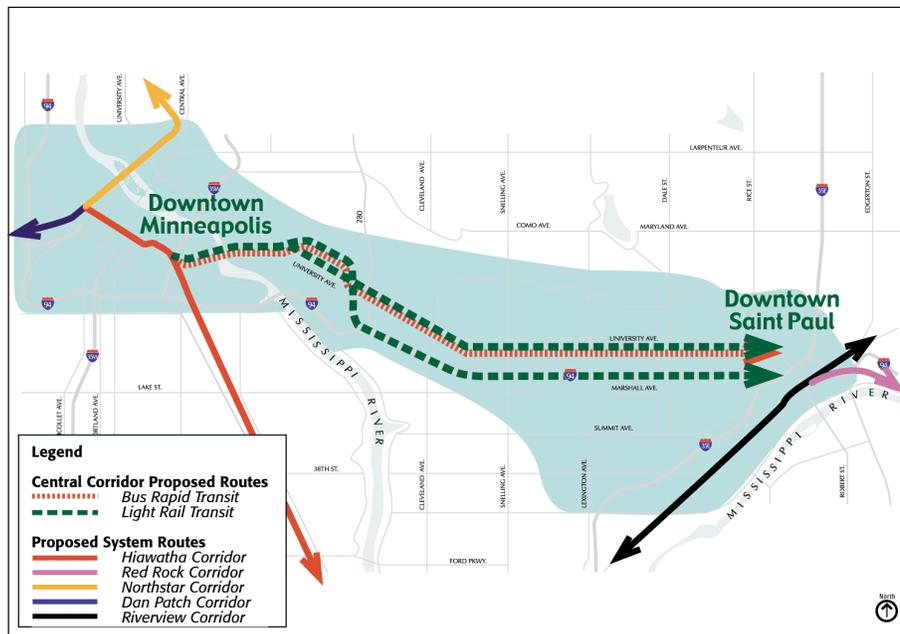 UNIVERSITY AVE.
CENTRAL AVE.
94
35W
280
CLEVELAND AVE.
SNELLING AVE.
LARPENTEUR AVE.
DALE ST.
RICE ST.
35E
EDGERTON ST.
COMO AVE.
MARYLAND AVE.
Downtown
Minneapolis
UNIVERSITY AVE.
94
94
MISSISSIPPI RIVER
Downtown
Saint Paul
UNIVERSITY AVE.
94
MARSHALL AVE.
94
35W
LAKE ST.
SUMMIT AVE.
35E
MISSISSIPPI RIVER
38TH ST.
CLEVELAND AVE.
SNELLING AVE.
LEXINGTON AVE.
ROBERT ST.
FORD PKWY.
Legend
Central Corridor Proposed Routes
Bus Rapid Transit
Light Rail Transit
Proposed System Routes
Hiawatha Corridor
Red Rock Corridor
Northstar Corridor
Dan Patch Corridor
Riverview Corridor
North